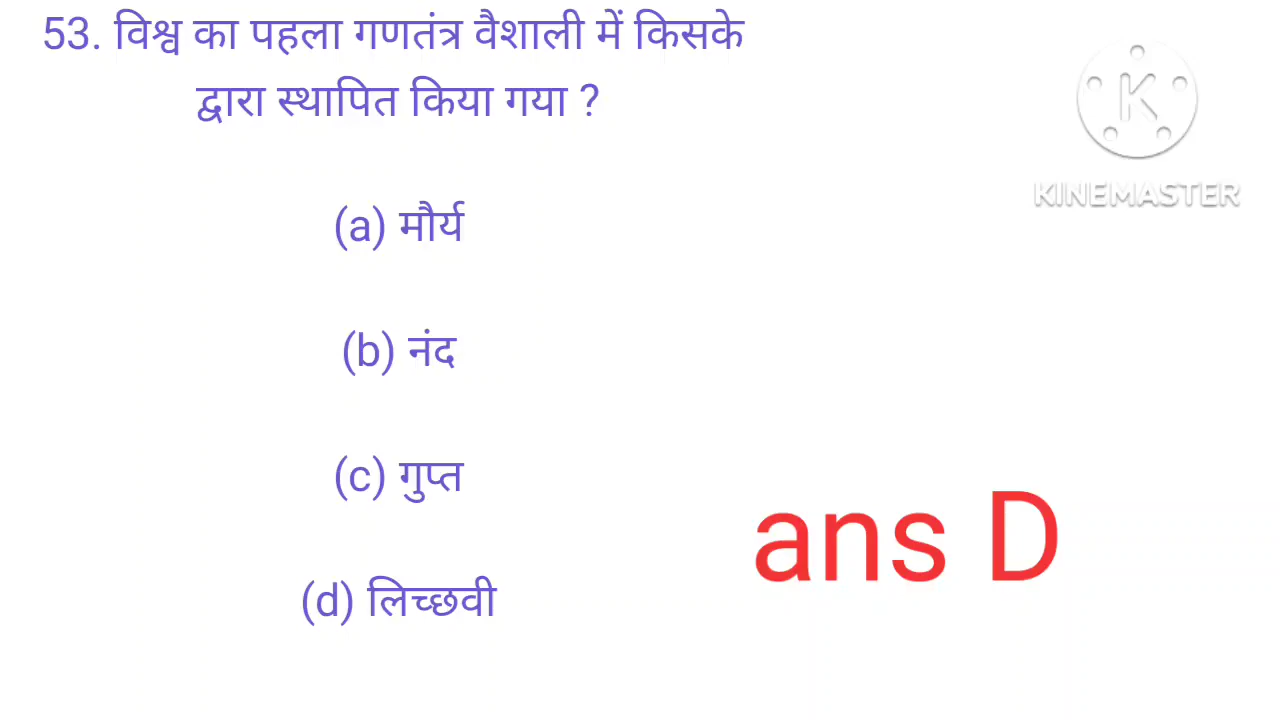 53. विश्व का पहला गणतंत्र वैशाली में किसके
द्वारा स्थापित किया गया ?
K
KINEMASTER
(a) मौर्य
(b) नंद
(c) गुप्त
ans D
(d) लिच्छवी